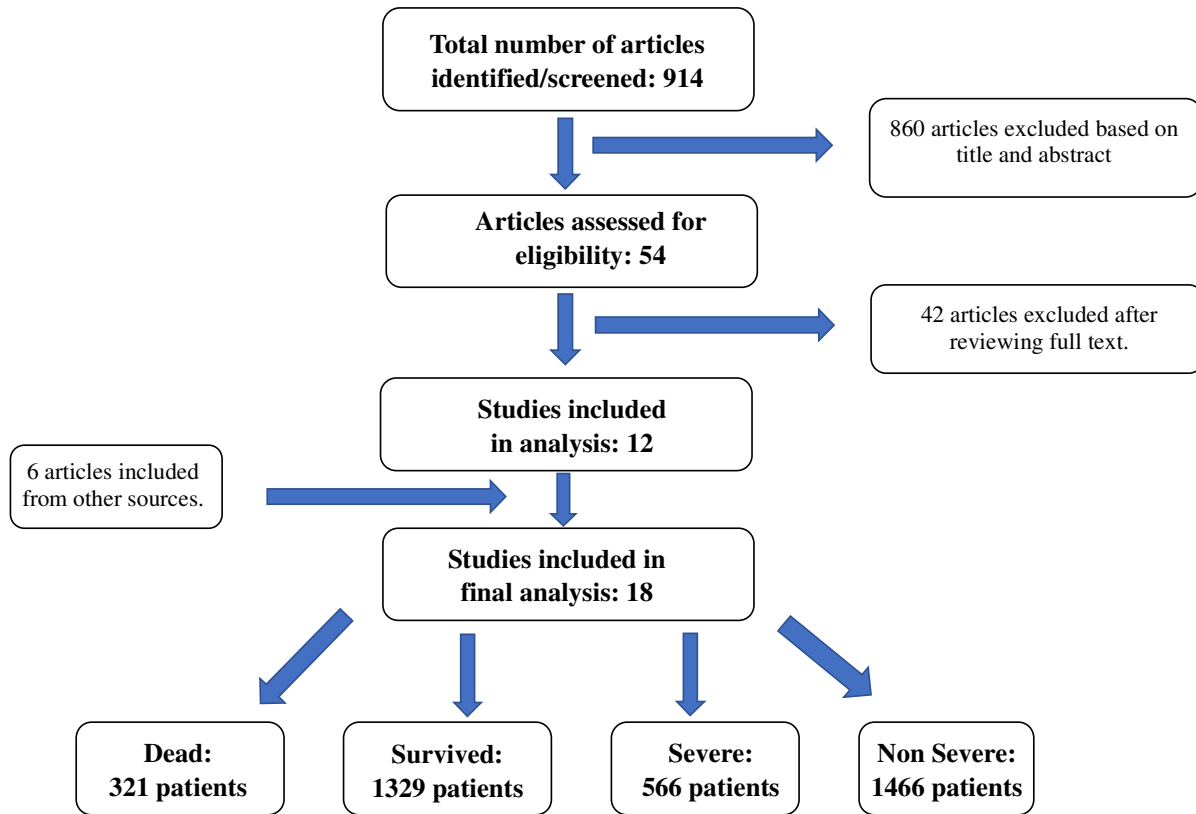 Total number of articles
identified/screened: 914
860 articles excluded based on
title and abstract
Articles assessed for
eligibility: 54
42 articles excluded after
reviewing full text.
Studies included
in analysis: 12
6 articles included
from other sources.
Studies included in
final analysis: 18
Dead:
321 patients
Survived:
1329 patients
Severe:
566 patients
Non Severe:
1466 patients